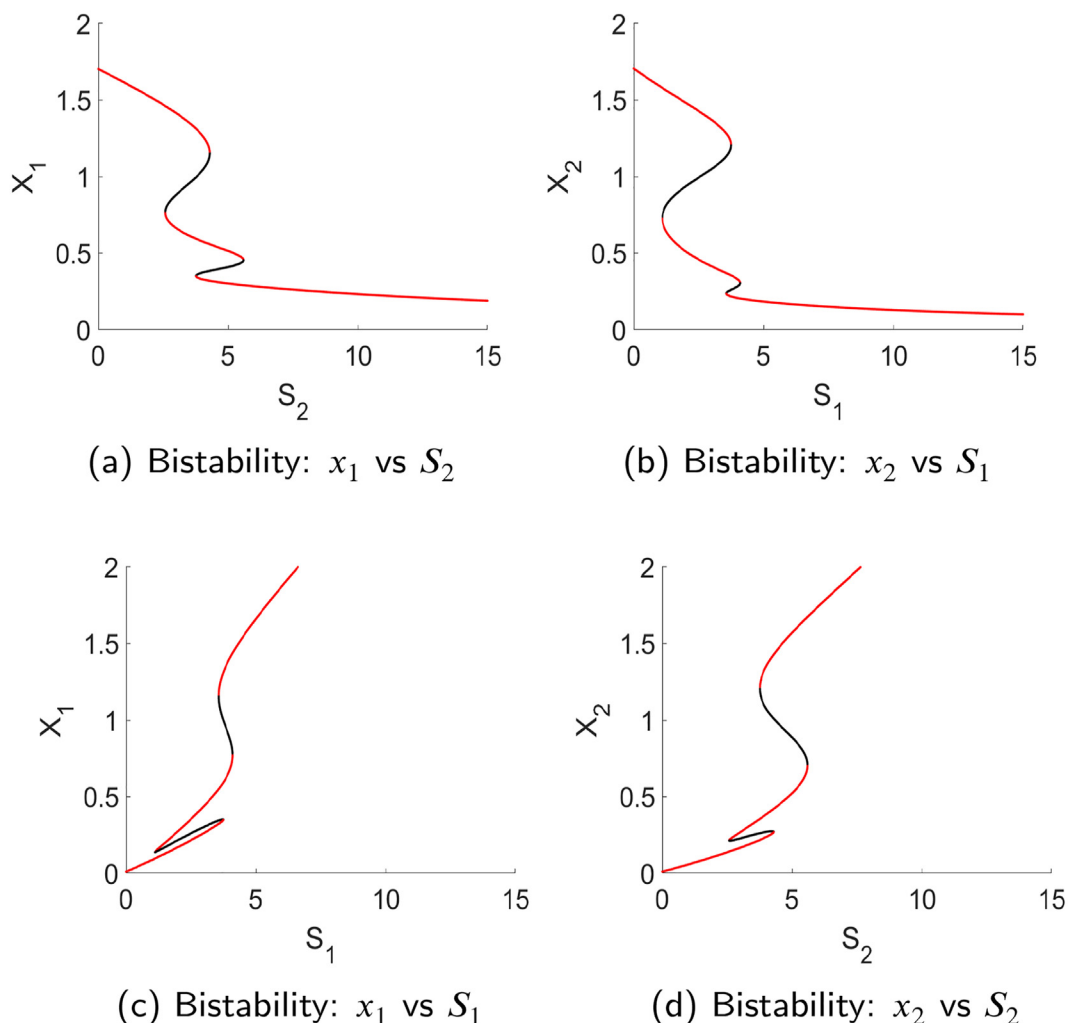 2
1.5
X₁
1
0.5
0
0 5 10 15
S₂
(a) Bistability: x₁ vs S₂
2
1.5
X₂
1
0.5
0
0 5 10 15
S₁
(b) Bistability: x₂ vs S₁
2
1.5
X₁
1
0.5
0
0 5 10 15
S₁
(c) Bistability: x₁ vs S₁
2
1.5
X₂
1
0.5
0
0 5 10 15
S₂
(d) Bistability: x₂ vs S₂